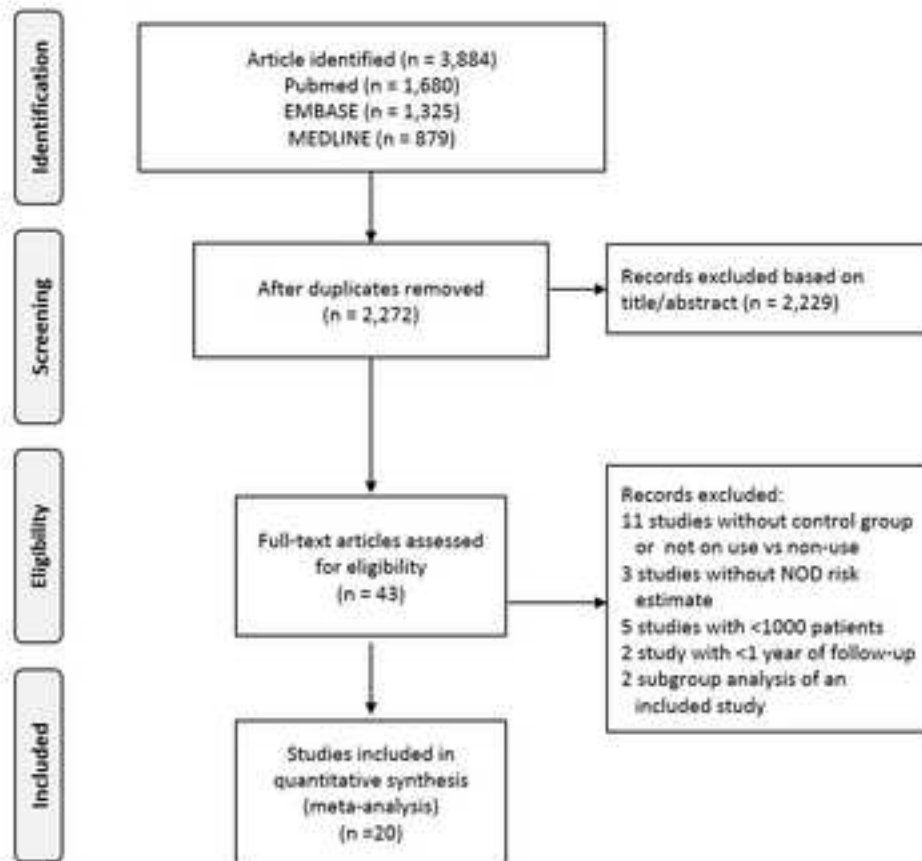 Identification
Article identified (n = 3,884)
Pubmed (n = 1,680)
EMBASE (n = 1,325)
MEDLINE (n = 879)
Screening
After duplicates removed
(n = 2,272)
Records excluded based on
title/abstract (n = 2,229)
Eligibility
Full-text articles assessed
for eligibility
(n = 43)
Records excluded:
11 studies without control group
or not on use vs non-use
3 studies without NOD risk
estimate
5 studies with <1000 patients
2 study with <1 year of follow-up
2 subgroup analysis of an
included study
Included
Studies included in
quantitative synthesis
(meta-analysis)
(n =20)